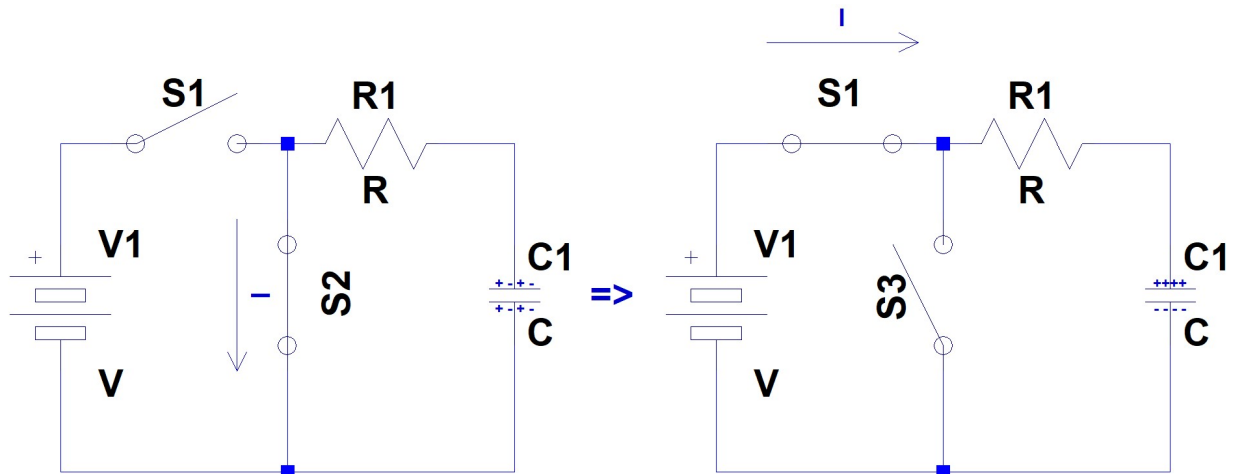 I
S1
R1
S1
R1
R
R
+
V1
I
S2
C1
+ - + -
+ - + -
C
=>
+
V1
S3
C1
++++
- - - -
C
V
V